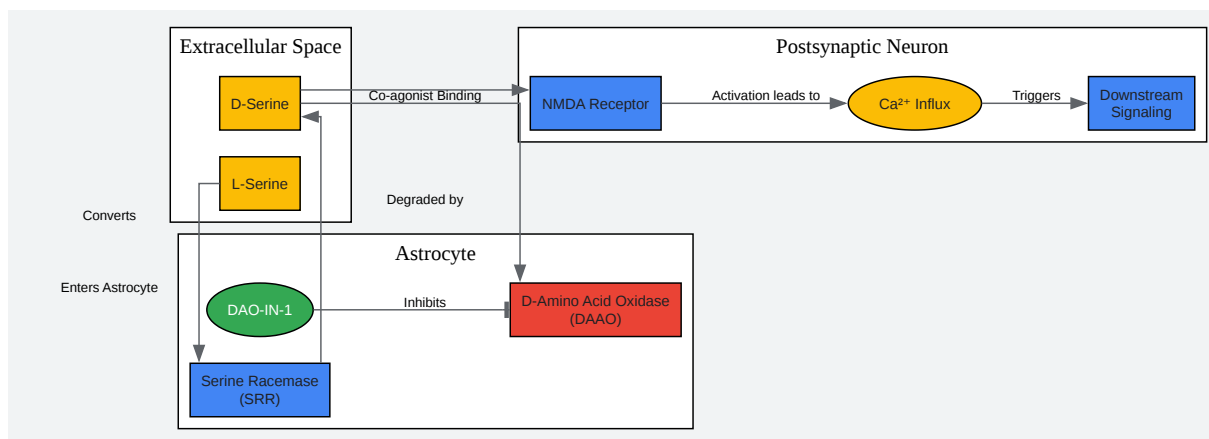 Extracellular Space
Postsynaptic Neuron
D-Serine
Co-agonist Binding
NMDA Receptor
Activation leads to
Ca²⁺ Influx
Triggers
Downstream
Signaling
L-Serine
Degraded by
Converts
Astrocyte
Enters Astrocyte
DAO-IN-1
Inhibits
D-Amino Acid Oxidase
(DAAO)
Serine Racemase
(SRR)